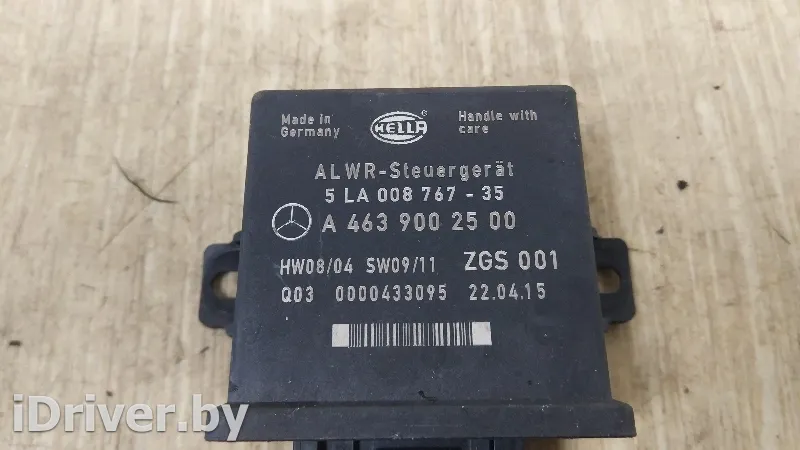 Made in
Germany
HELLA
®
Handle with
care
ALWR-Steuergerät
5 LA 008 767 - 35
A 463 900 25 00
HW08/04 SW09/11 ZGS 001
Q03 0000433095 22.04.15
iDriver.by